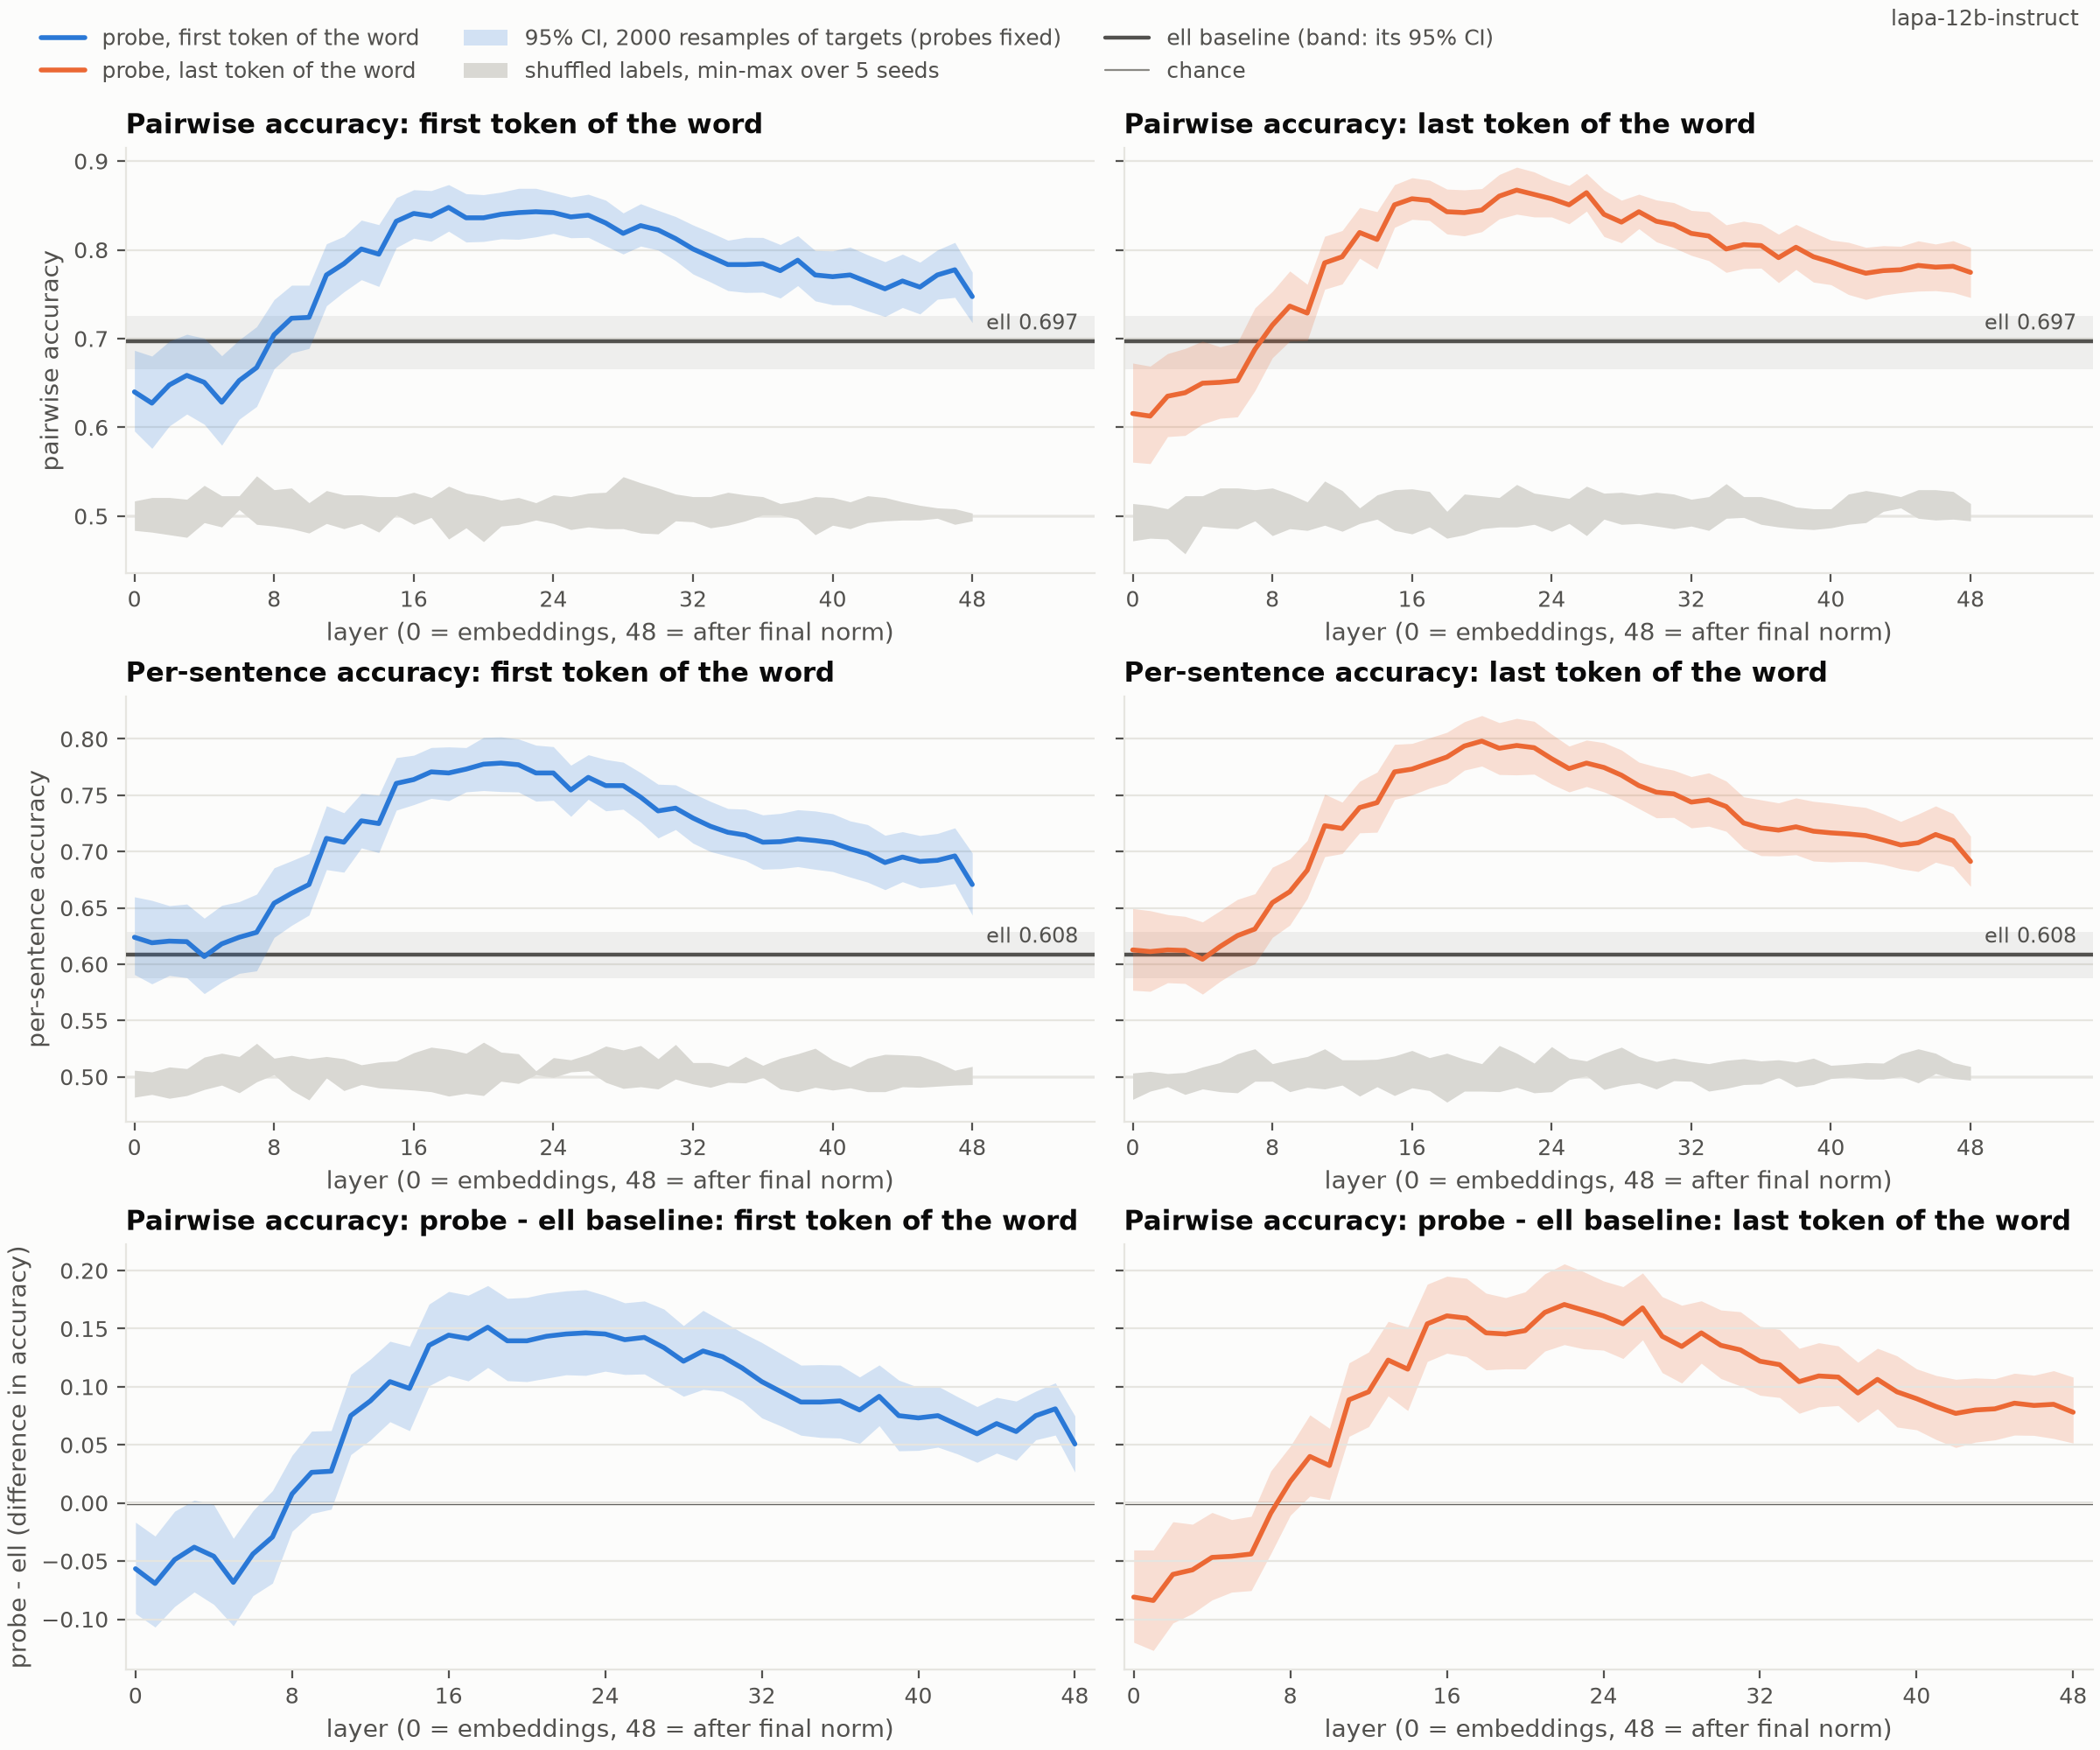 lapa-12b-instruct
probe, first token of the word
probe, last token of the word
95% CI, 2000 resamples of targets (probes fixed)
shuffled labels, min-max over 5 seeds
ell baseline (band: its 95% CI)
chance
Pairwise accuracy: first token of the word
pairwise accuracy
0.9
0.8
0.7
0.6
0.5
ell 0.697
0 8 16 24 32 40 48
layer (0 = embeddings, 48 = after final norm)
Pairwise accuracy: last token of the word
ell 0.697
0 8 16 24 32 40 48
layer (0 = embeddings, 48 = after final norm)
Per-sentence accuracy: first token of the word
per-sentence accuracy
0.80
0.75
0.70
0.65
0.60
0.55
0.50
ell 0.608
0 8 16 24 32 40 48
layer (0 = embeddings, 48 = after final norm)
Per-sentence accuracy: last token of the word
ell 0.608
0 8 16 24 32 40 48
layer (0 = embeddings, 48 = after final norm)
Pairwise accuracy: probe - ell baseline: first token of the word
probe - ell (difference in accuracy)
0.20
0.15
0.10
0.05
0.00
−0.05
−0.10
0 8 16 24 32 40 48
layer (0 = embeddings, 48 = after final norm)
Pairwise accuracy: probe - ell baseline: last token of the word
0 8 16 24 32 40 48
layer (0 = embeddings, 48 = after final norm)